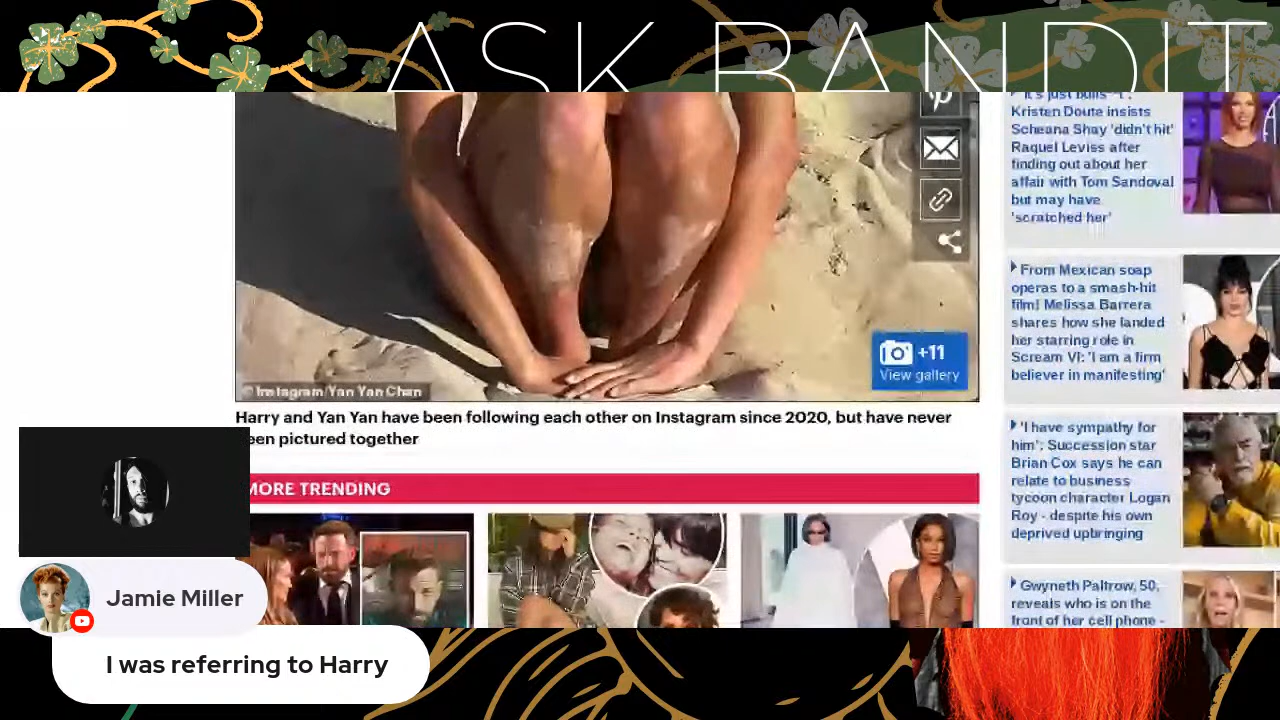 ASK BANDIT
"It's just bulls**t':
Kristen Doute insists
Scheana Shay 'didn't hit'
Raquel Leviss after
finding out about her
affair with Tom Sandoval
but may have
'scratched her'
From Mexican soap
operas to a smash-hit
film! Melissa Barrera
shares how she landed
her starring role in
Scream VI: 'I am a firm
believer in manifesting'
+11
View gallery
© Instagram/Yan Yan Chan
Harry and Yan Yan have been following each other on Instagram since 2020, but have never
been pictured together
'I have sympathy for
him': Succession star
Brian Cox says he can
relate to business
tycoon character Logan
Roy - despite his own
deprived upbringing
MORE TRENDING
Gwyneth Paltrow, 50,
reveals who is on the
front of her cell phone -
Jamie Miller
I was referring to Harry